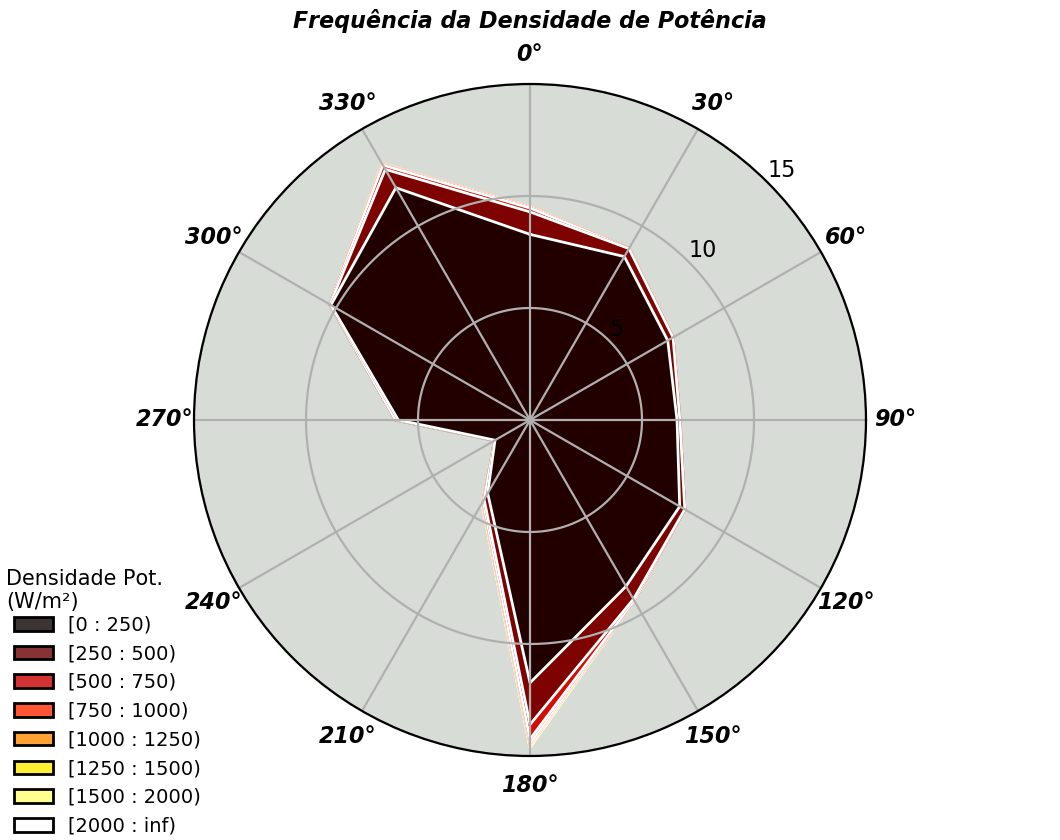 Frequência da Densidade de Potência
0°
330°
30°
15
300°
60°
10
5
270°
90°
240°
120°
210°
150°
180°
Densidade Pot.
(W/m²)
[0 : 250)
[250 : 500)
[500 : 750)
[750 : 1000)
[1000 : 1250)
[1250 : 1500)
[1500 : 2000)
[2000 : inf)